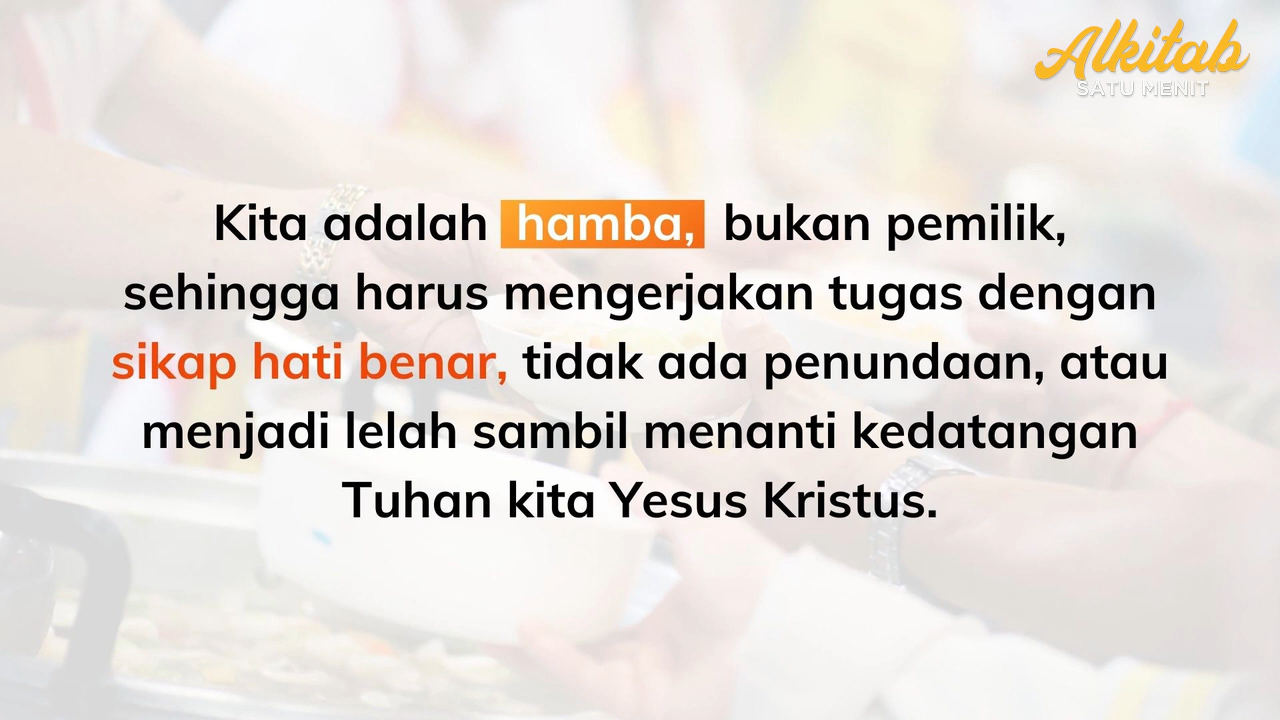 Alkitab
SATU MENIT
Kita adalah hamba, bukan pemilik,
sehingga harus mengerjakan tugas dengan
sikap hati benar, tidak ada penundaan, atau
menjadi lelah sambil menanti kedatangan
Tuhan kita Yesus Kristus.